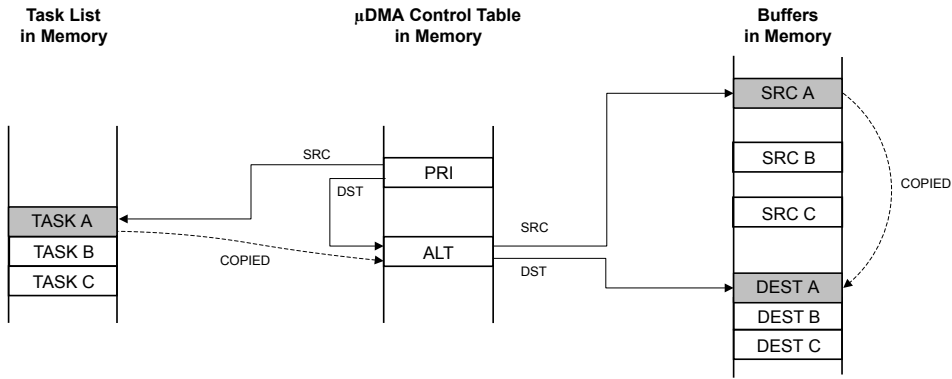 Task List
in Memory
µDMA Control Table
in Memory
Buffers
in Memory
SRC A
SRC
PRI
SRC B
DST
COPIED
TASK A
SRC C
SRC
TASK B
ALT
COPIED
DST
TASK C
DEST A
DEST B
DEST C